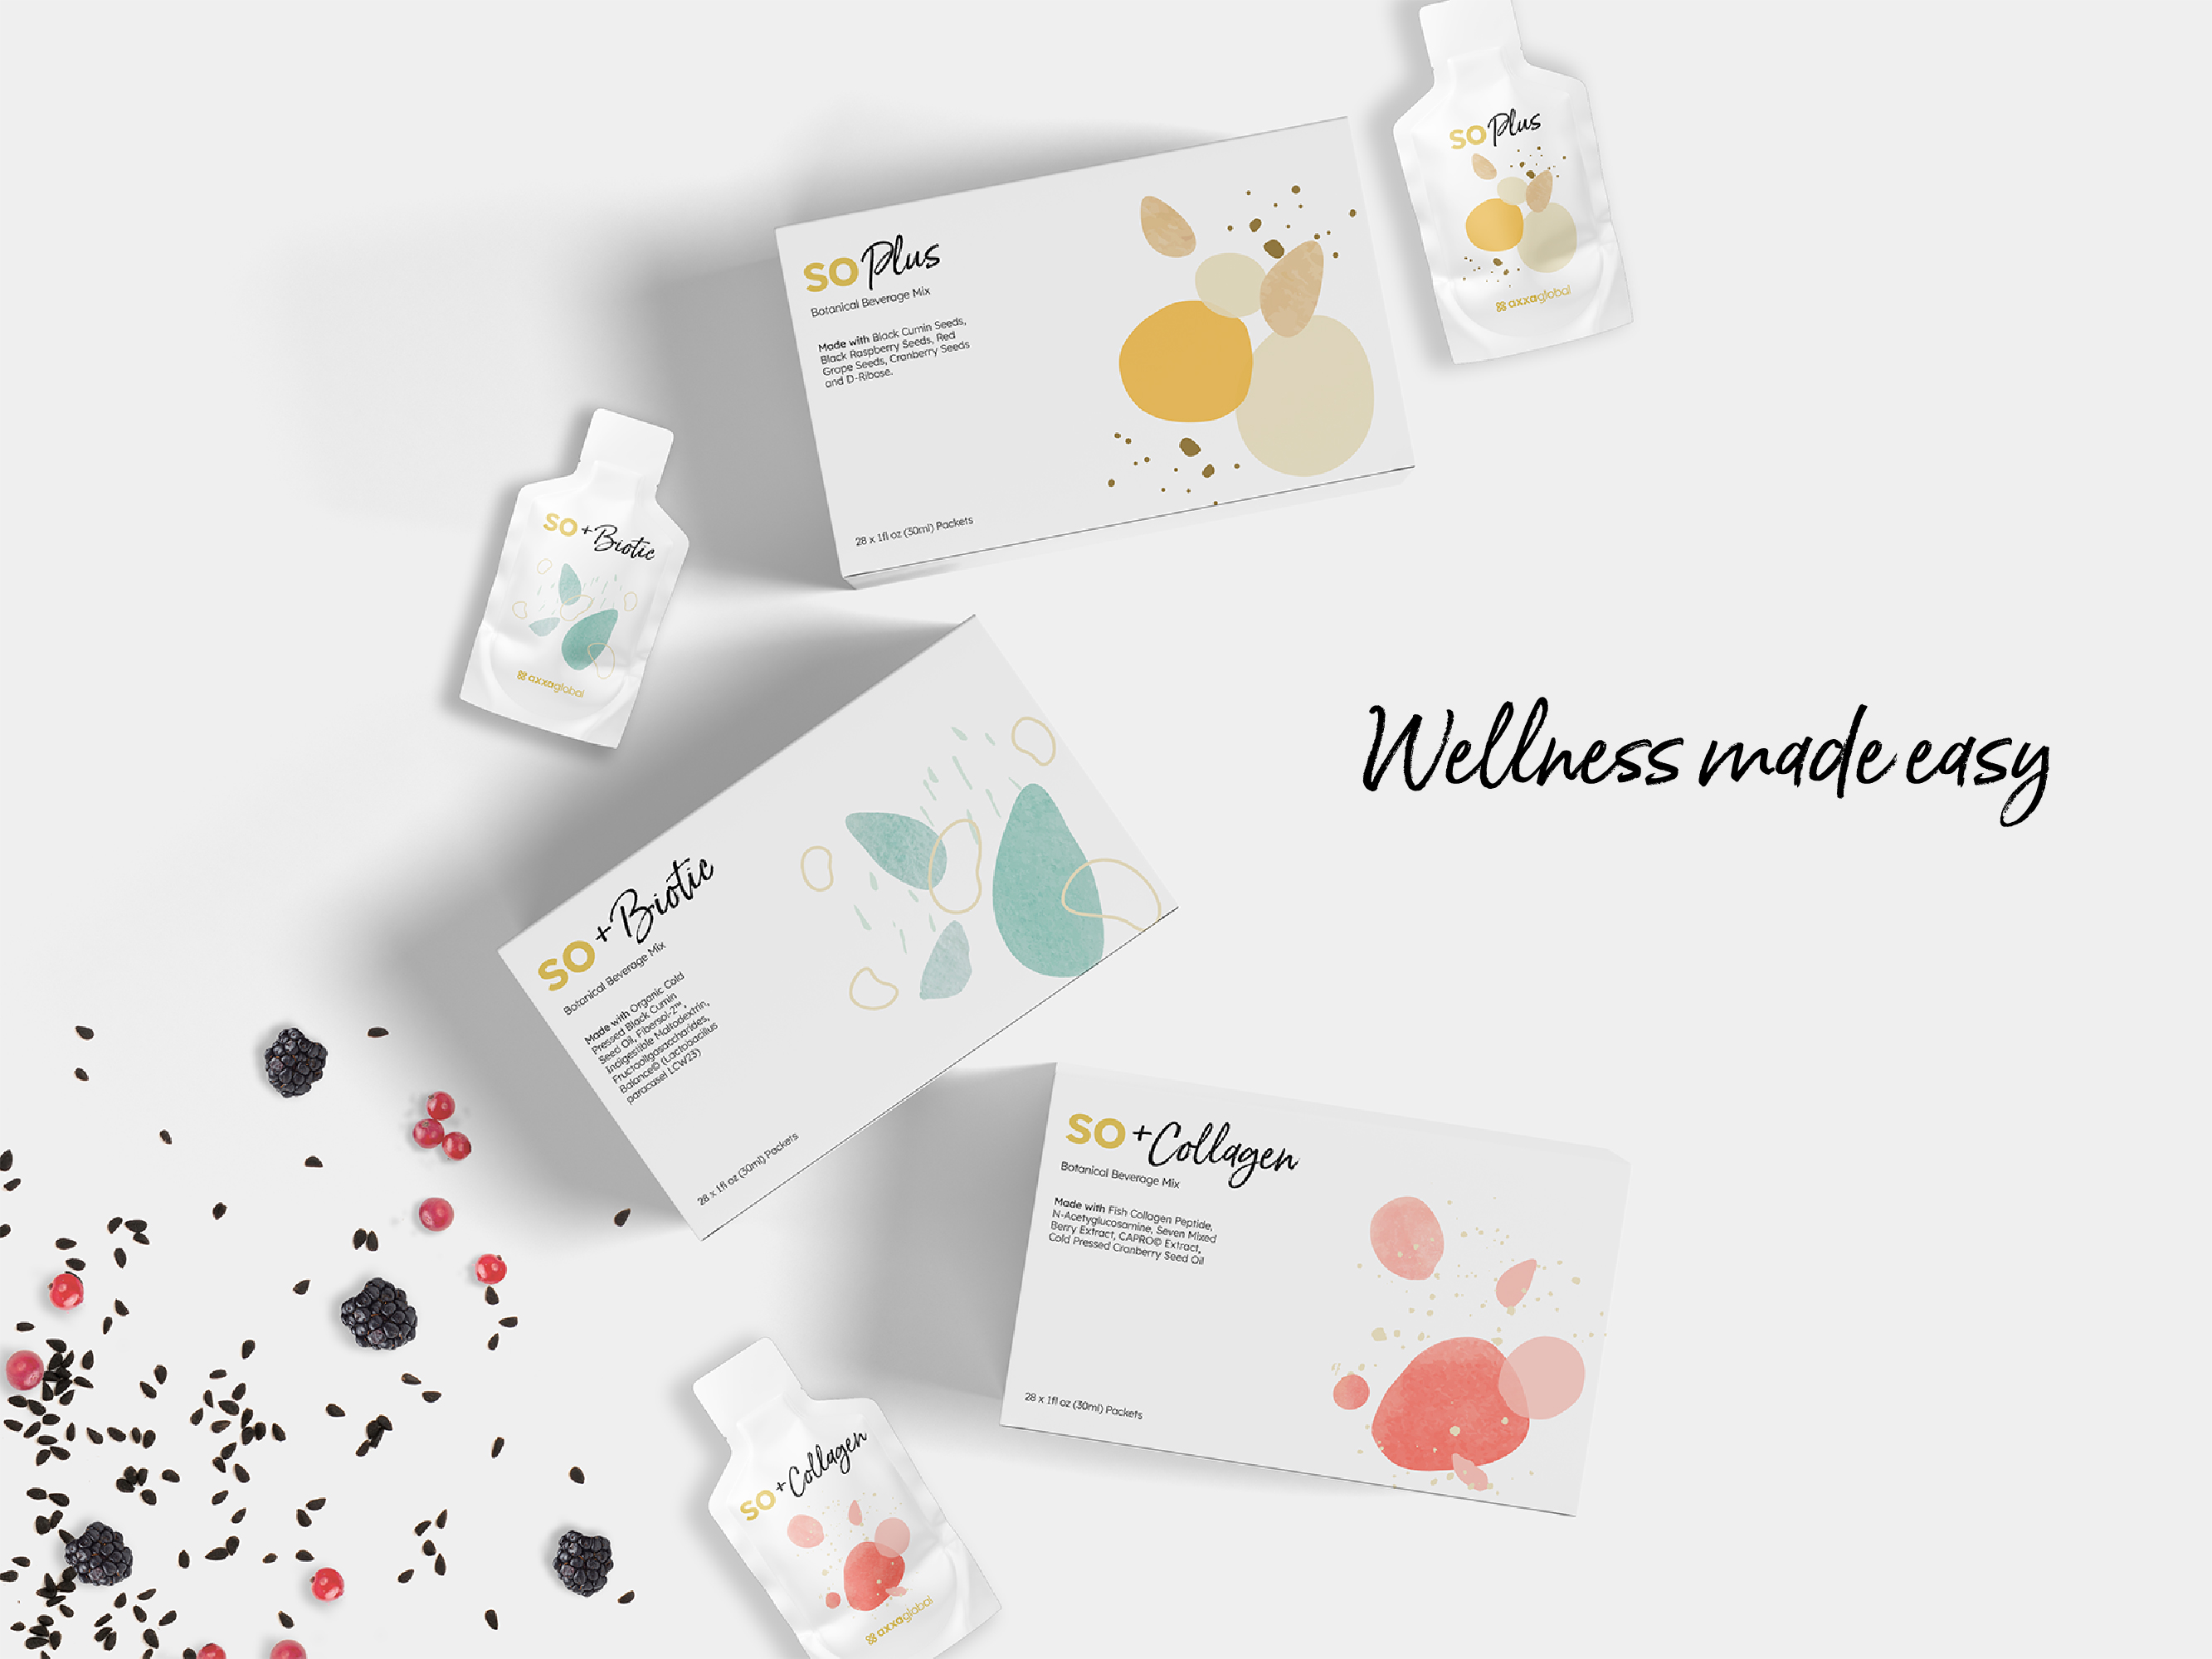 SO Plus
axxaglobal
SO Plus
Botanical Beverage Mix
Made with Black Cumin Seeds,
Black Raspberry Seeds, Red
Grape Seeds, Cranberry Seeds
and D-Ribose.
28 x 1fl oz (30ml) Packets
SO + Biotic
axxaglobal
Wellness made easy
SO + Biotic
Botanical Beverage Mix
Made with Organic Cold
Pressed Black Cumin
Seed Oil, Fibersol-2™,
Indigestible Maltodextrin,
Fructooligosaccharides,
Balance© (Lactobacillus
paracasei LCW23)
28 x 1fl oz (30ml) Packets
SO + Collagen
Botanical Beverage Mix
Made with Fish Collagen Peptide,
N-Acetyglucosamine, Seven Mixed
Berry Extract, CAPRO© Extract,
Cold Pressed Cranberry Seed Oil
28 x 1fl oz (30ml) Packets
SO + Collagen
axxaglobal